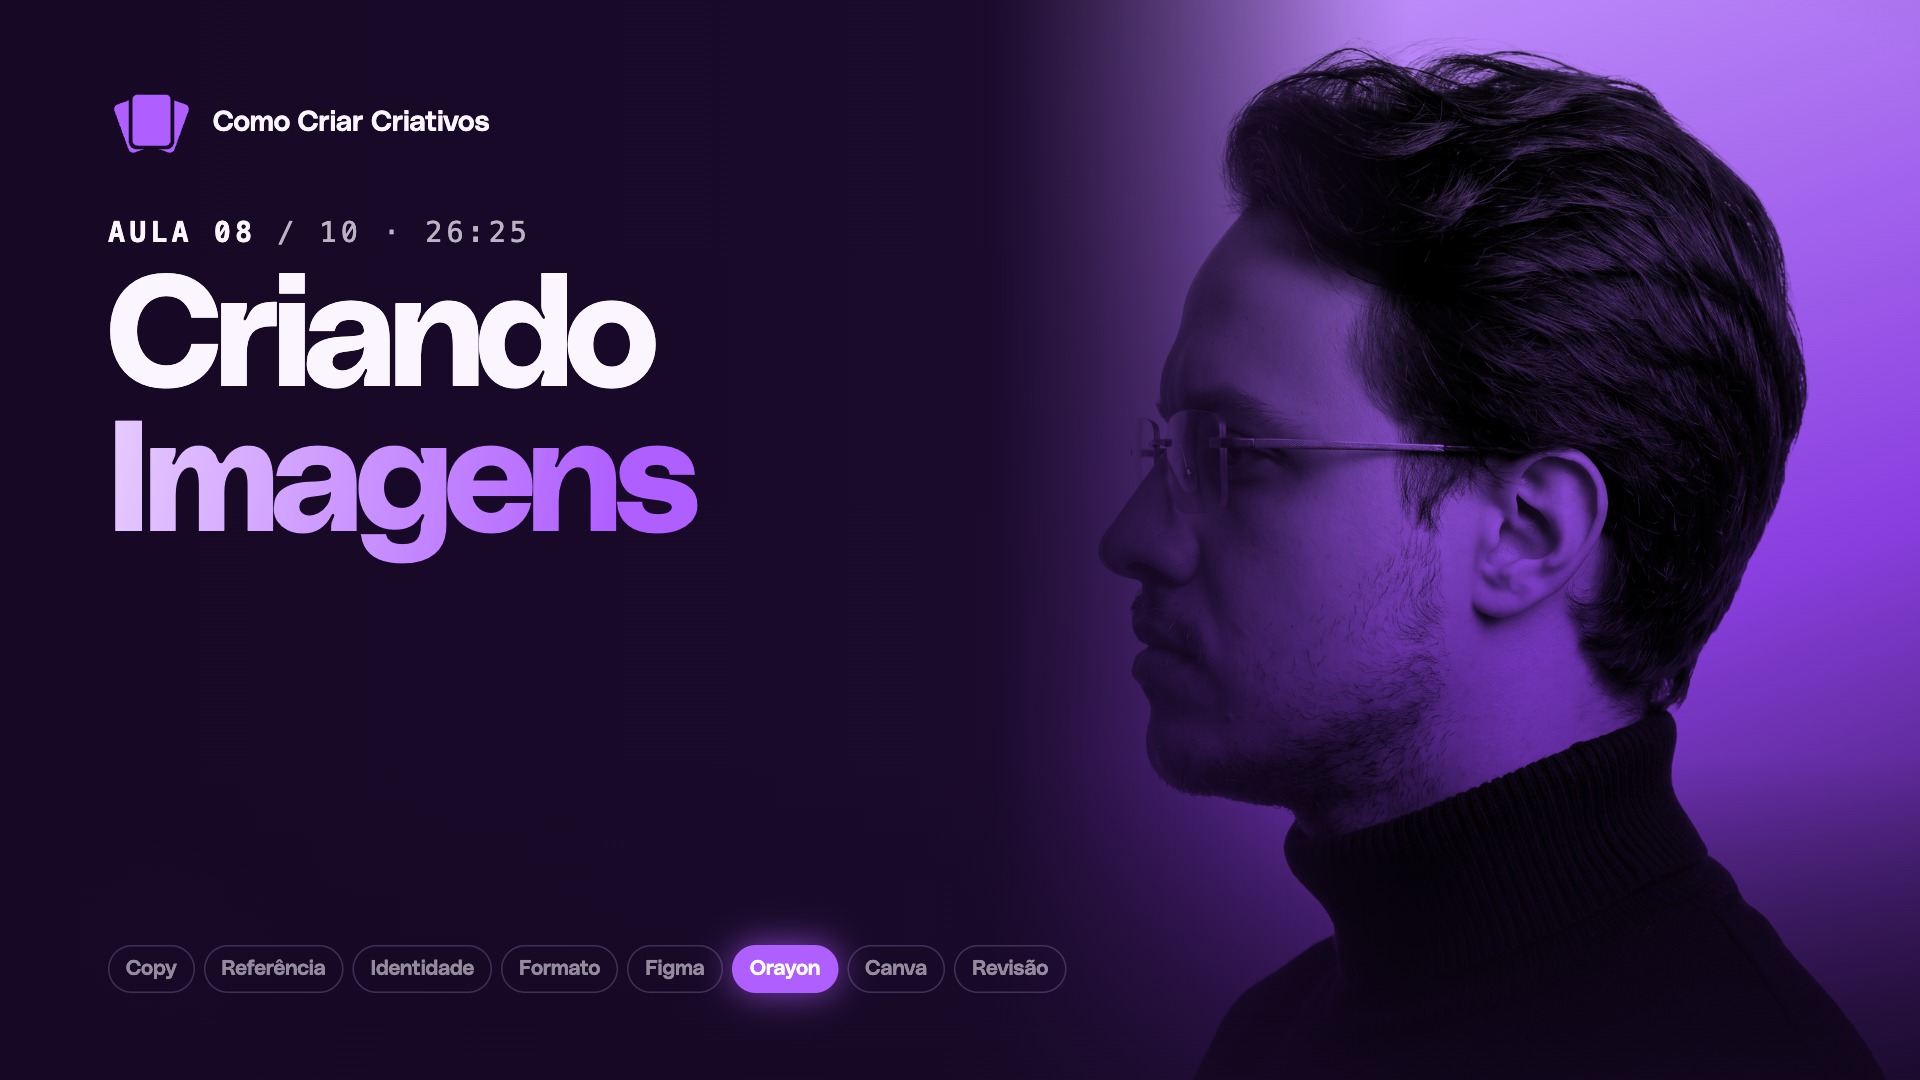 Como Criar Criativos
AULA 08 / 10 · 26:25
Criando
Imagens
Copy Referência Identidade Formato Figma Orayon Canva Revisão